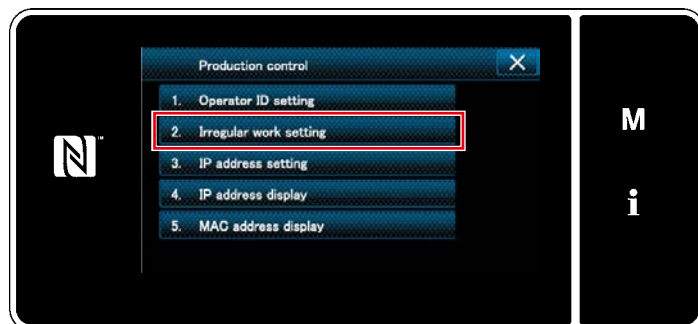 Production control
1. Operator ID setting
2. Irregular work setting
3. IP address setting
4. IP address display
5. MAC address display
M
i